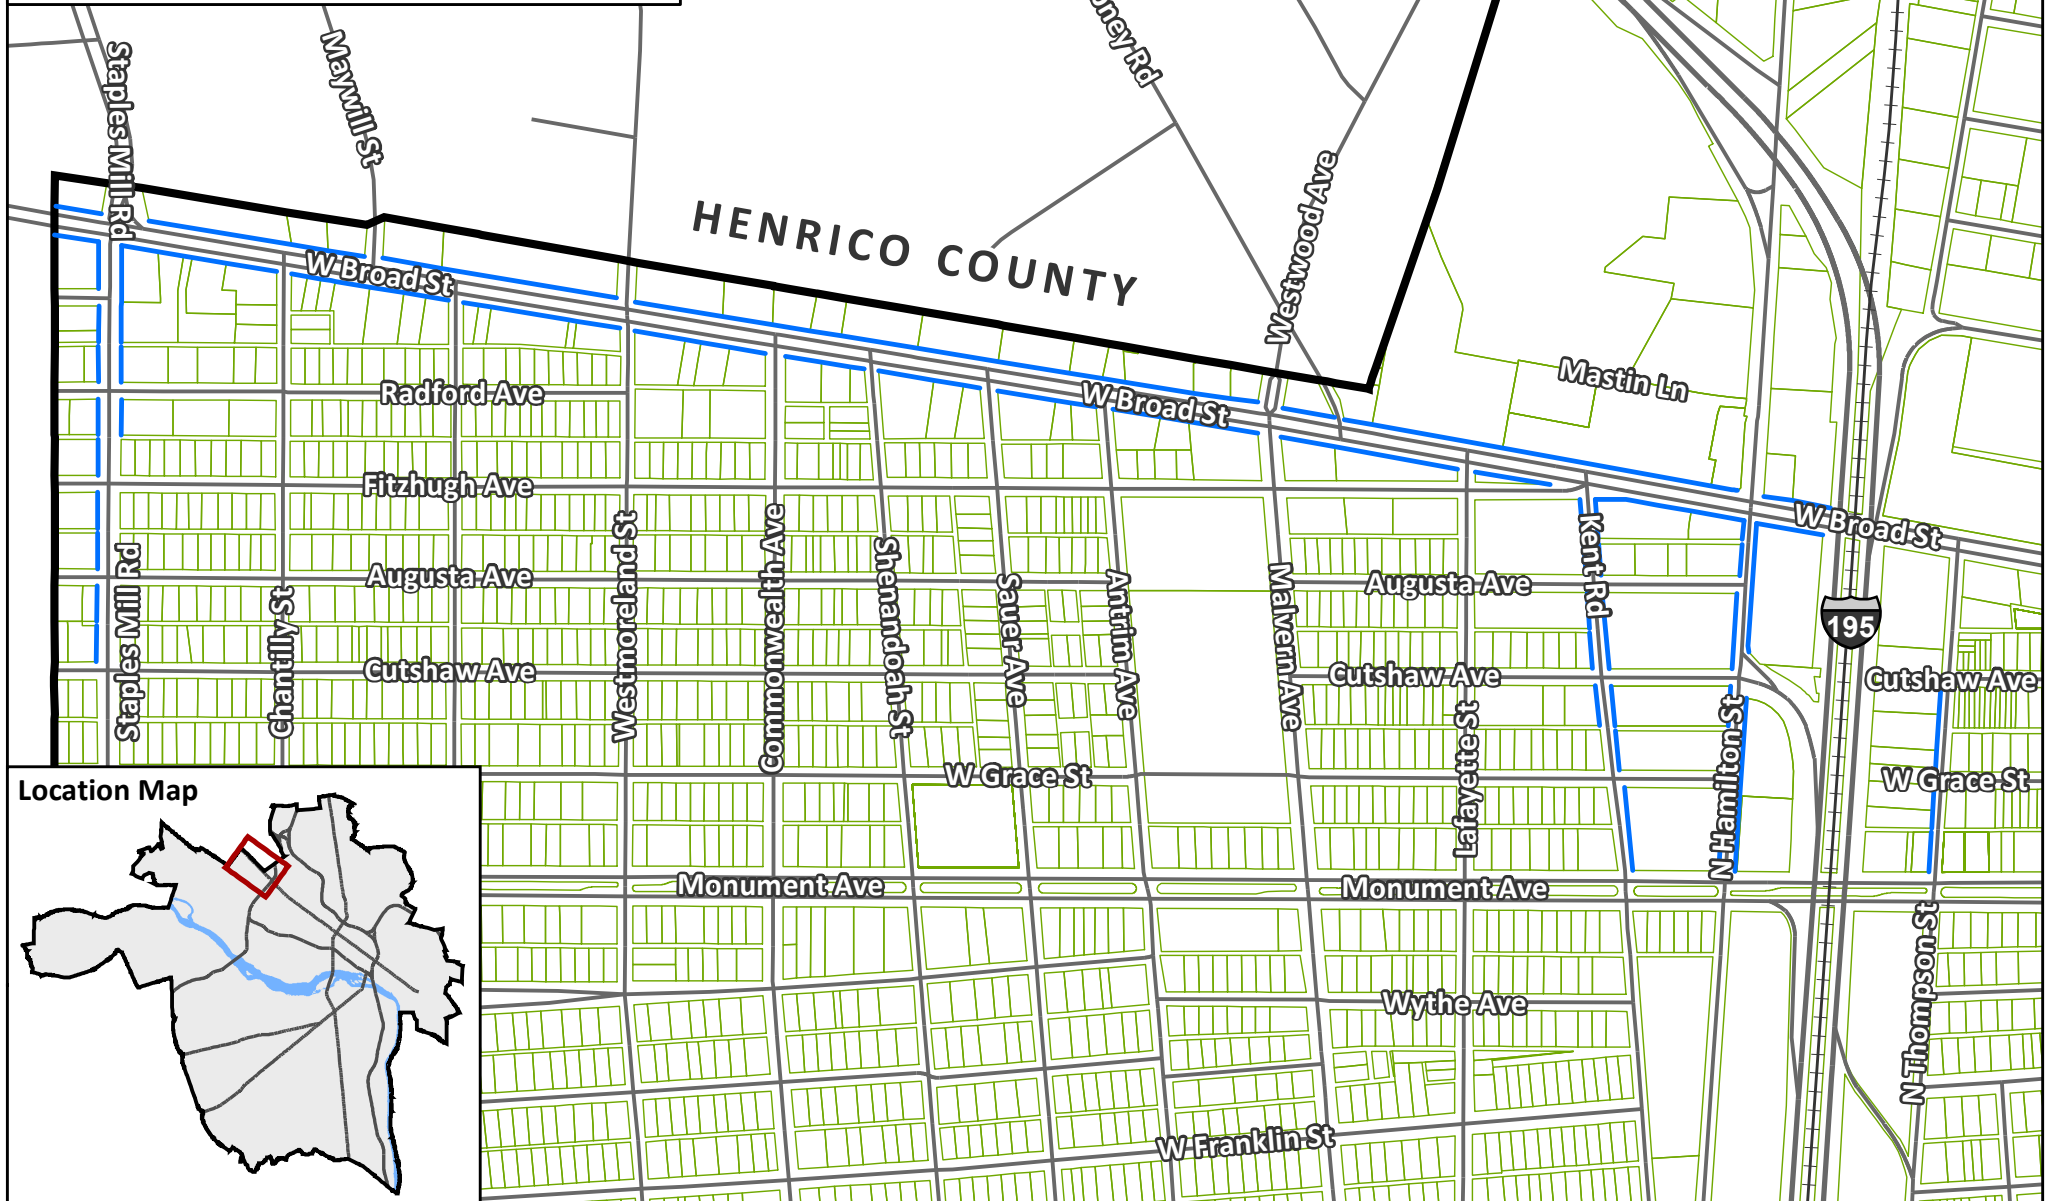 Staples Mill Rd
Maywill St
Westwood Ave
HENRICO COUNTY
W Broad St
W Broad St
Mastin Ln
W Broad St
Radford Ave
Fitzhugh Ave
Augusta Ave
Augusta Ave
Cutshaw Ave
Cutshaw Ave
Cutshaw Ave
Staples Mill Rd
Chantilly St
Westmoreland St
Commonwealth Ave
Shenandoah St
Sauer Ave
Antrim Ave
Malvern Ave
Lafayette St
Kent Rd
N Hamilton St
195
W Grace St
W Grace St
Monument Ave
Monument Ave
Wythe Ave
N Thompson St
W Franklin St
Location Map